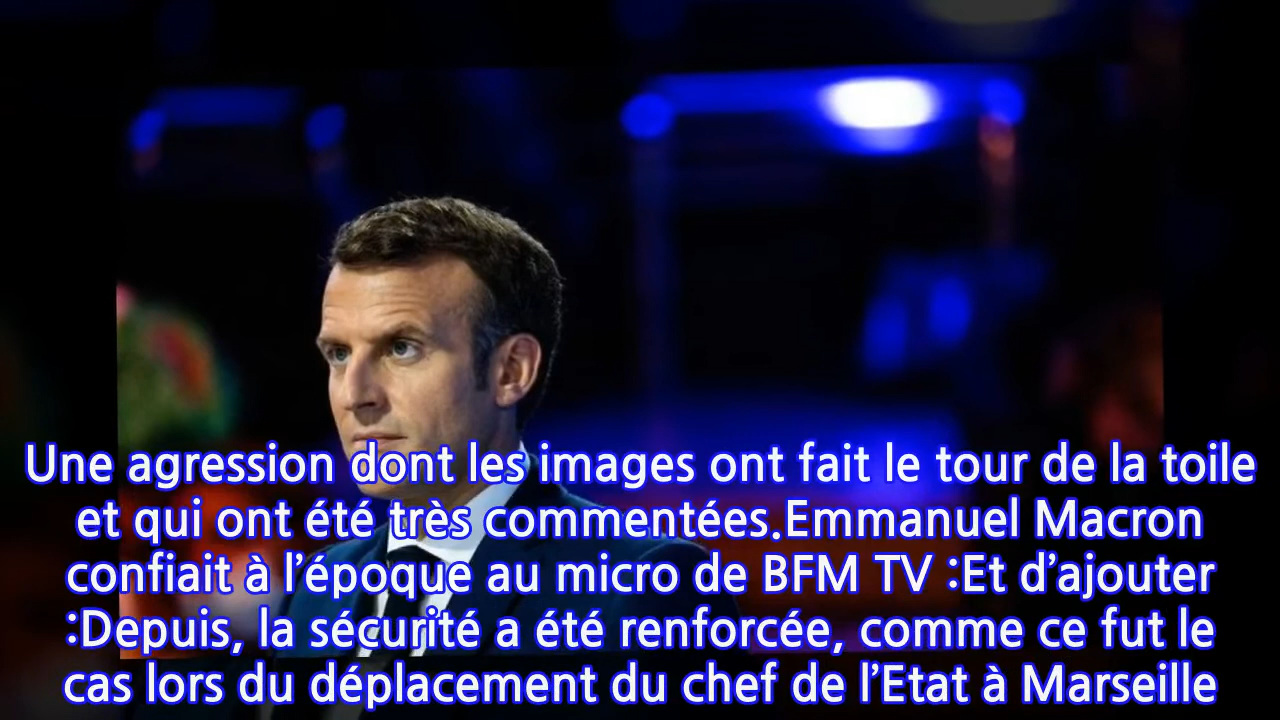 Une agression dont les images ont fait le tour de la toile
et qui ont été très commentées.Emmanuel Macron
confiait à l’époque au micro de BFM TV :Et d’ajouter
:Depuis, la sécurité a été renforcée, comme ce fut le
cas lors du déplacement du chef de l’Etat à Marseille